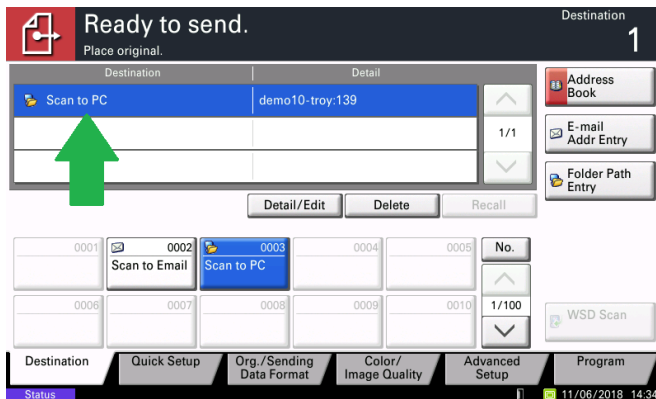 Ready to send.
Place original.
Destination
1
Destination Detail
Scan to PC demo10-troy:139
1/1
Address
Book
E-mail
Addr Entry
Folder Path
Entry
Detail/Edit Delete Recall
0001 0002 0003 0004 0005 No.
Scan to Email Scan to PC
0006 0007 0008 0009 0010 1/100
WSD Scan
Destination Quick Setup Org./Sending Data Format Color/ Image Quality Advanced Setup Program
Status 11/06/2018 14:34